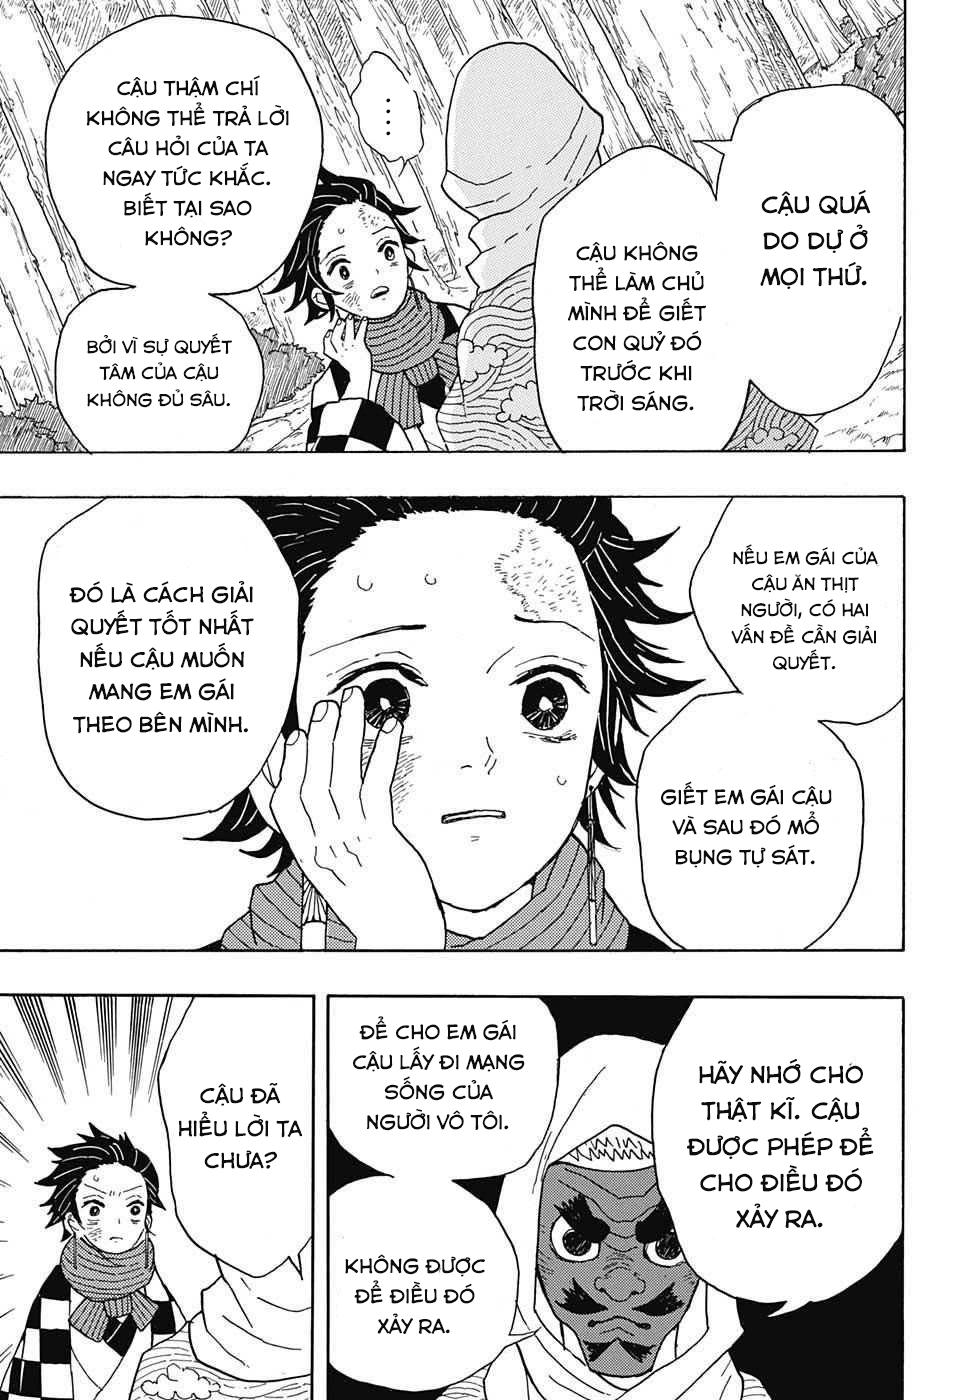 CẬU QUÁ
DO DỰ Ở
MỌI THỨ.
CẬU KHÔNG
THỂ LÀM CHỦ
MÌNH ĐỂ GIẾT
CON QUỶ ĐÓ
TRƯỚC KHI
TRỜI SÁNG.
...
CẬU THẬM CHÍ
KHÔNG THỂ TRẢ LỜI
CÂU HỎI CỦA TA
NGAY TỨC KHẮC.
BIẾT TẠI SAO
KHÔNG?
BỞI VÌ SỰ QUYẾT
TÂM CỦA CẬU
KHÔNG ĐỦ SÂU.
NẾU EM GÁI CỦA
CẬU ĂN THỊT
NGƯỜI, CÓ HAI
VẤN ĐỀ CẦN GIẢI
QUYẾT.
GIẾT EM GÁI CẬU
VÀ SAU ĐÓ MỔ
BỤNG TỰ SÁT.
ĐÓ LÀ CÁCH GIẢI
QUYẾT TỐT NHẤT
NẾU CẬU MUỐN
MANG EM GÁI
THEO BÊN MÌNH.
HÃY NHỚ CHO
THẬT KĨ. CẬU
ĐƯỢC PHÉP ĐỂ
CHO ĐIỀU ĐÓ
XẢY RA.
ĐỂ CHO EM GÁI
CẬU LẤY ĐI MẠNG
SỐNG CỦA
NGƯỜI VÔ TÔI.
KHÔNG ĐƯỢC
ĐỂ ĐIỀU ĐÓ
XẢY RA.
CẬU ĐÃ
HIỂU LỜI TA
CHƯA?